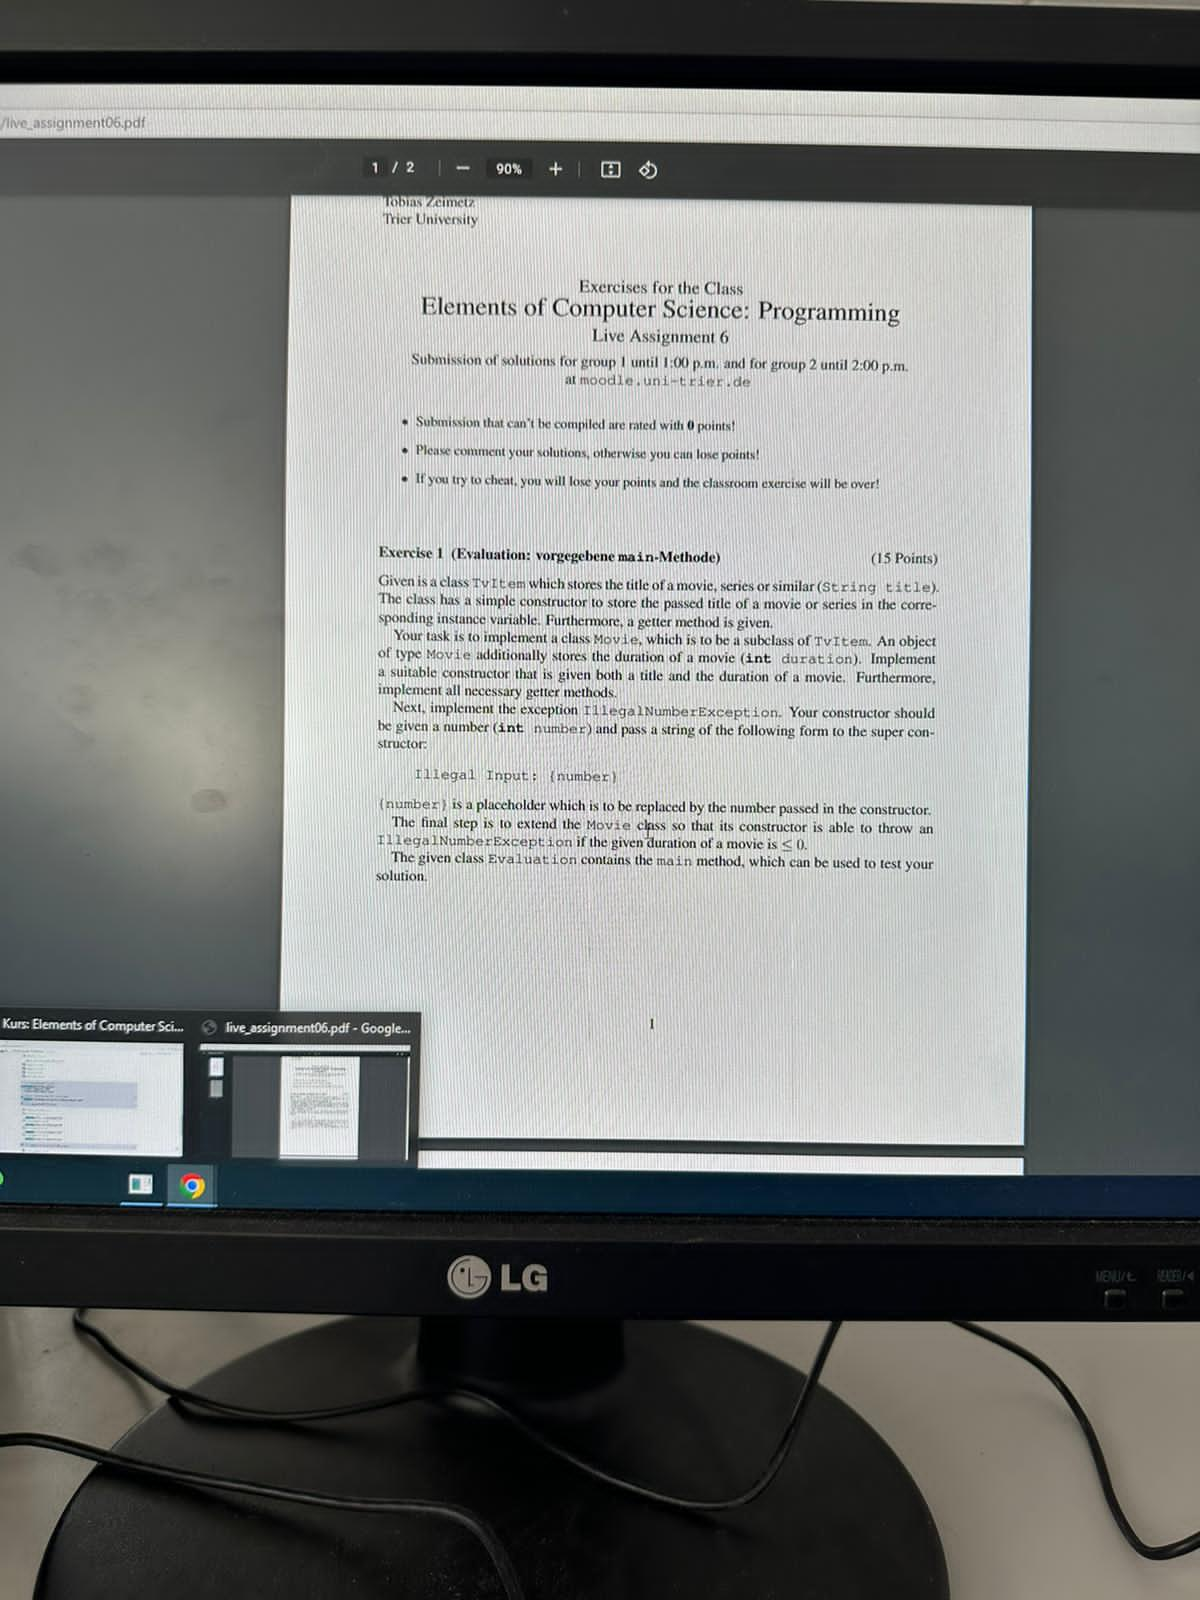 /live_assignment06.pdf
1 / 2 | — 90% + |
Tobias Zeimetz
Trier University
Exercises for the Class
Elements of Computer Science: Programming
Live Assignment 6
Submission of solutions for group 1 until 1:00 p.m. and for group 2 until 2:00 p.m.
at moodle.uni-trier.de
• Submission that can't be compiled are rated with 0 points!
• Please comment your solutions, otherwise you can lose points!
• If you try to cheat, you will lose your points and the classroom exercise will be over!
Exercise 1 (Evaluation: vorgegebene main-Methode) (15 Points)
Given is a class TvItem which stores the title of a movie, series or similar (String title).
The class has a simple constructor to store the passed title of a movie or series in the corre-
sponding instance variable. Furthermore, a getter method is given.
Your task is to implement a class Movie, which is to be a subclass of TvItem. An object
of type Movie additionally stores the duration of a movie (int duration). Implement
a suitable constructor that is given both a title and the duration of a movie. Furthermore,
implement all necessary getter methods.
Next, implement the exception IllegalNumberException. Your constructor should
be given a number (int number) and pass a string of the following form to the super con-
structor:
Illegal Input: {number}
{number} is a placeholder which is to be replaced by the number passed in the constructor.
The final step is to extend the Movie class so that its constructor is able to throw an
IllegalNumberException if the given duration of a movie is ≤ 0.
The given class Evaluation contains the main method, which can be used to test your
solution.
1
Kurs: Elements of Computer Sci...
live_assignment06.pdf - Google...
LG
MENU/
READER/